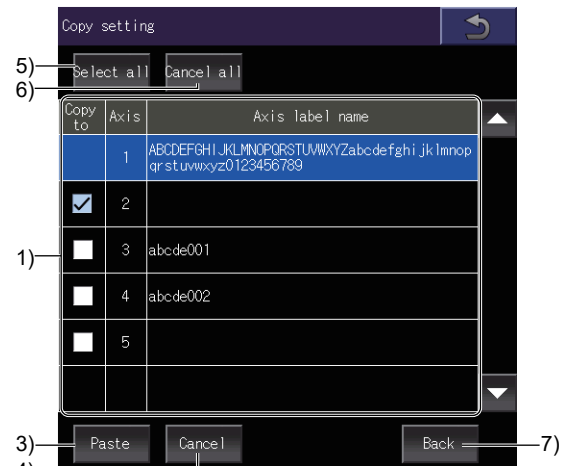 Copy setting
5)
Select all
Cancel all
6)
Copy to
Axis
Axis label name
1
ABCDEFGHIJKLMNOPQRSTUVWXYZabcdefghijklmnop
qrstuvwxyz0123456789
2
1)
3
abcde001
4
abcde002
5
3)
Paste
Cancel
Back
7)